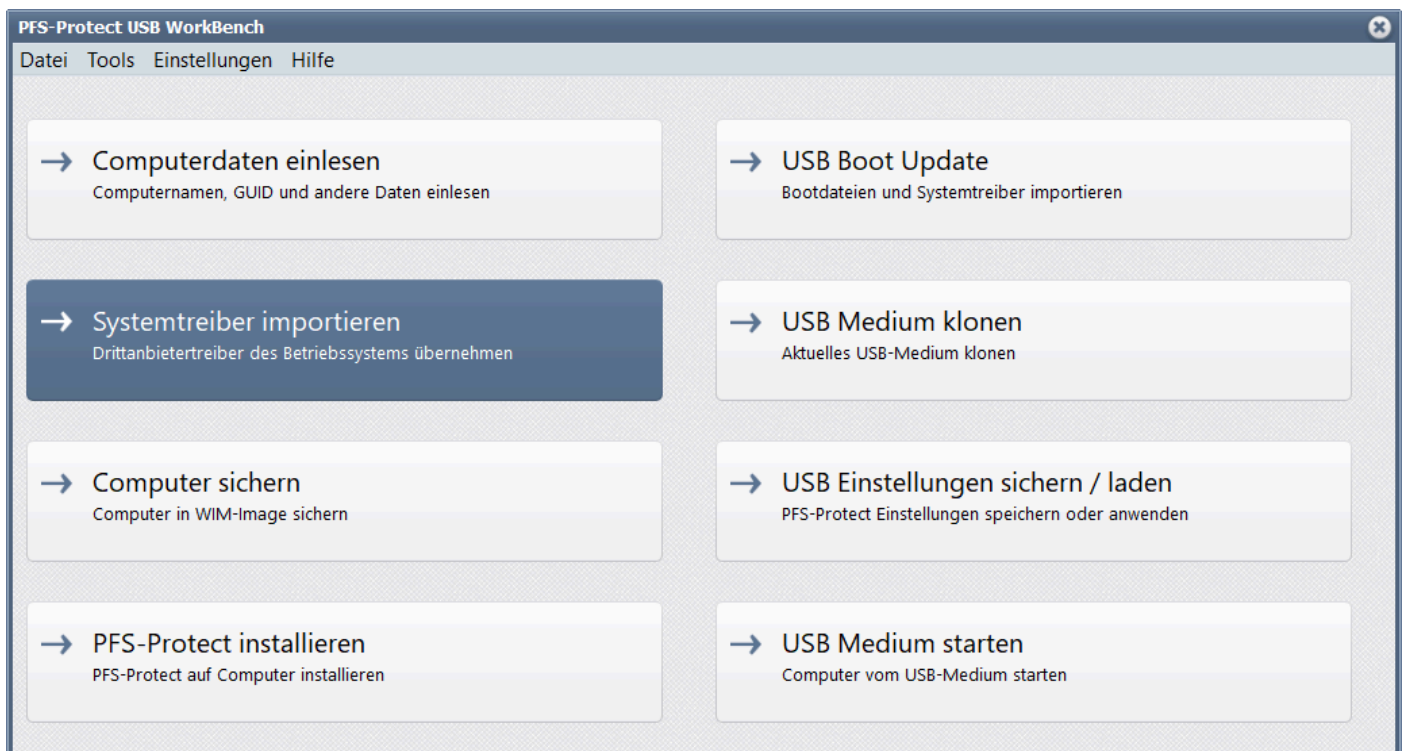 PFS-Protect USB WorkBench
Datei Tools Einstellungen Hilfe
Computerdaten einlesen
Computernamen, GUID und andere Daten einlesen
USB Boot Update
Bootdateien und Systemtreiber importieren
Systemtreiber importieren
Drittanbietertreiber des Betriebssystems übernehmen
USB Medium klonen
Aktuelles USB-Medium klonen
Computer sichern
Computer in WIM-Image sichern
USB Einstellungen sichern / laden
PFS-Protect Einstellungen speichern oder anwenden
PFS-Protect installieren
PFS-Protect auf Computer installieren
USB Medium starten
Computer vom USB-Medium starten